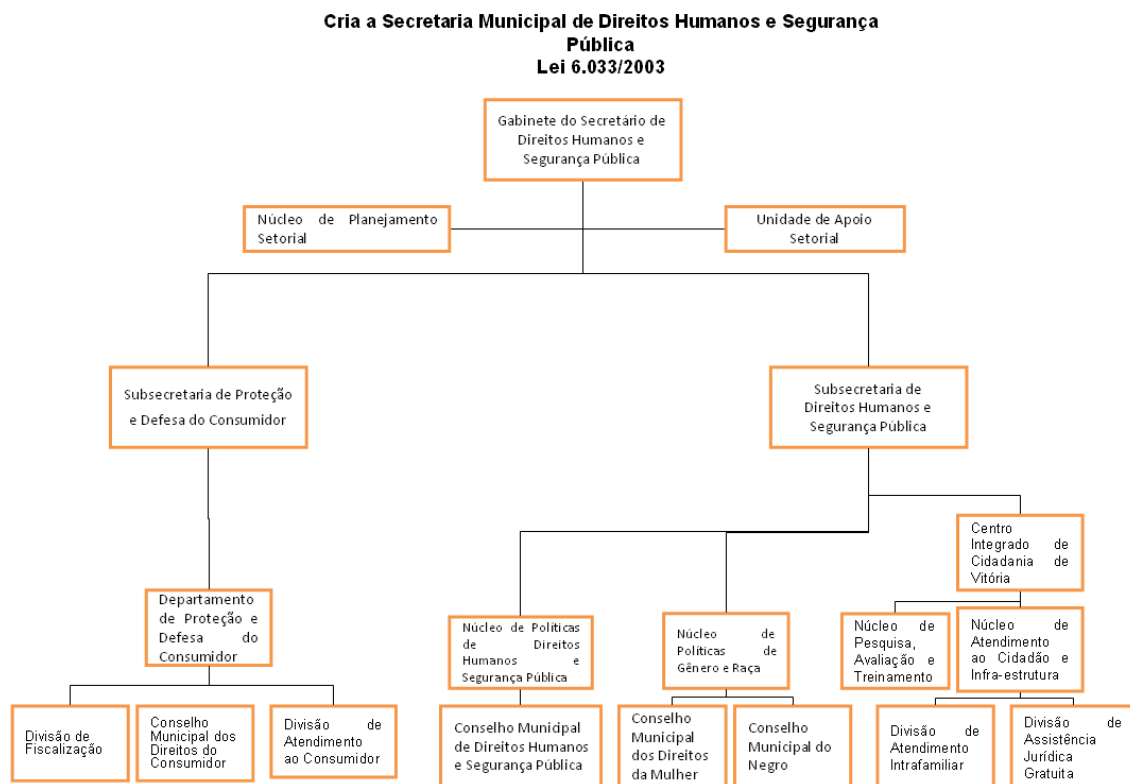 Cria a Secretaria Municipal de Direitos Humanos e Segurança
Pública
Lei 6.033/2003
Gabinete do Secretário de
Direitos Humanos e
Segurança Pública
Núcleo de Planejamento
Setorial
Unidade de Apoio
Setorial
Subsecretaria de Proteção
e Defesa do Consumidor
Subsecretaria de
Direitos Humanos e
Segurança Pública
Centro
Integrado de
Cidadania de
Vitória
Departamento
de Proteção e
Defesa do
Consumidor
Núcleo de Políticas
de Direitos
Humanos e
Segurança Pública
Núcleo de
Políticas de
Gênero e Raça
Núcleo de
Pesquisa,
Avaliação e
Treinamento
Núcleo de
Atendimento
ao Cidadão e
Infra-estrutura
Divisão de
Fiscalização
Conselho
Municipal dos
Direitos do
Consumidor
Divisão de
Atendimento
ao Consumidor
Conselho Municipal
de Direitos Humanos
e Segurança Pública
Conselho
Municipal
dos Direitos
da Mulher
Conselho
Municipal do
Negro
Divisão de
Atendimento
Intrafamiliar
Divisão de
Assistência
Jurídica
Gratuita